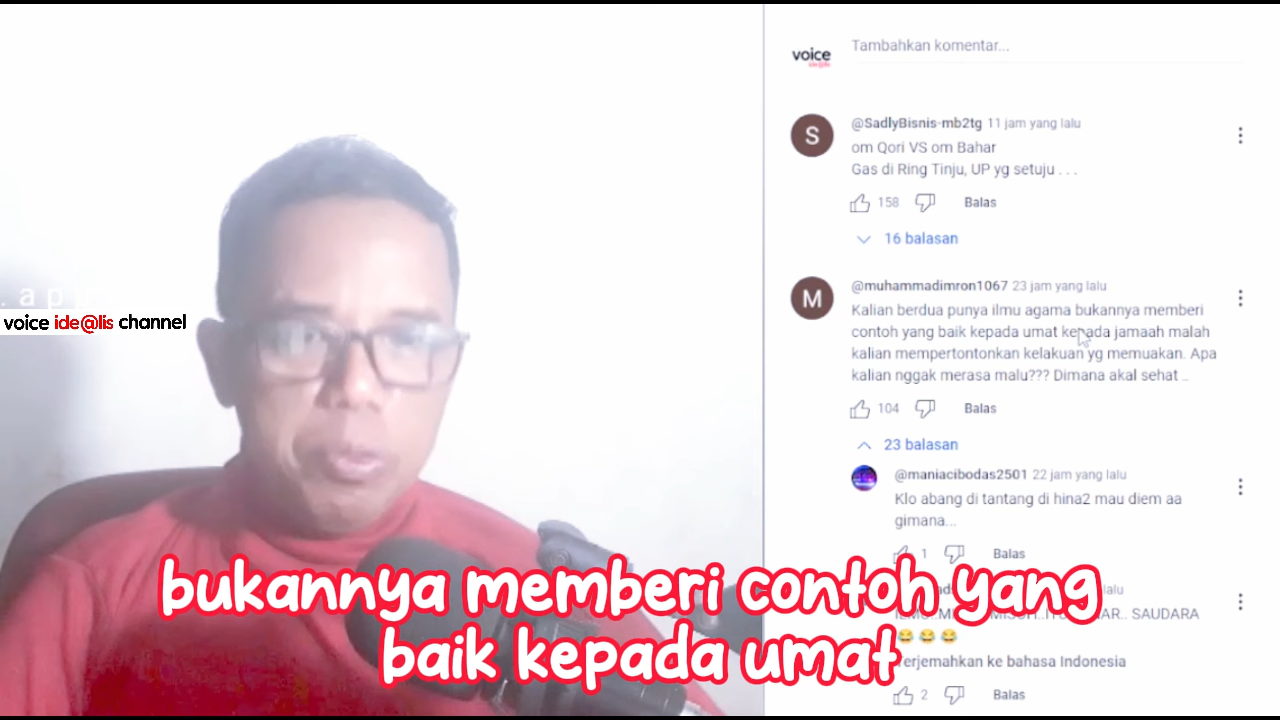 voice
ide@lis
Tambahkan komentar...
@SadlyBisnis-mb2tg 11 jam yang lalu
om Qori VS om Bahar
Gas di Ring Tinju, UP yg setuju . . .
158 Balas
16 balasan
@muhammadimron1067 23 jam yang lalu
Kalian berdua punya ilmu agama bukannya memberi
contoh yang baik kepada umat kepada jamaah malah
kalian mempertontonkan kelakuan yg memuakan. Apa
kalian nggak merasa malu??? Dimana akal sehat ..
104 Balas
23 balasan
@maniacibodas2501 22 jam yang lalu
Klo abang di tantang di hina2 mau diem aa
gimana...
1 Balas
lalu
SAUDARA
😂 😂 😂
Terjemahkan ke bahasa Indonesia
2 Balas
S
M
. a p
voice ide@lis channel
bukannya memberi contoh yang
baik kepada umat